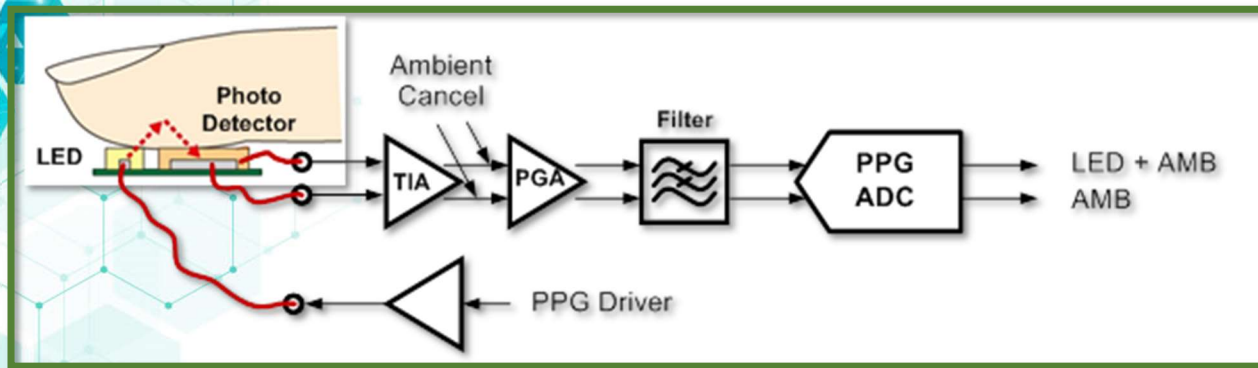 Photo
Detector
LED
Ambient
Cancel
TIA
PGA
Filter
PPG
ADC
LED + AMB
AMB
PPG Driver